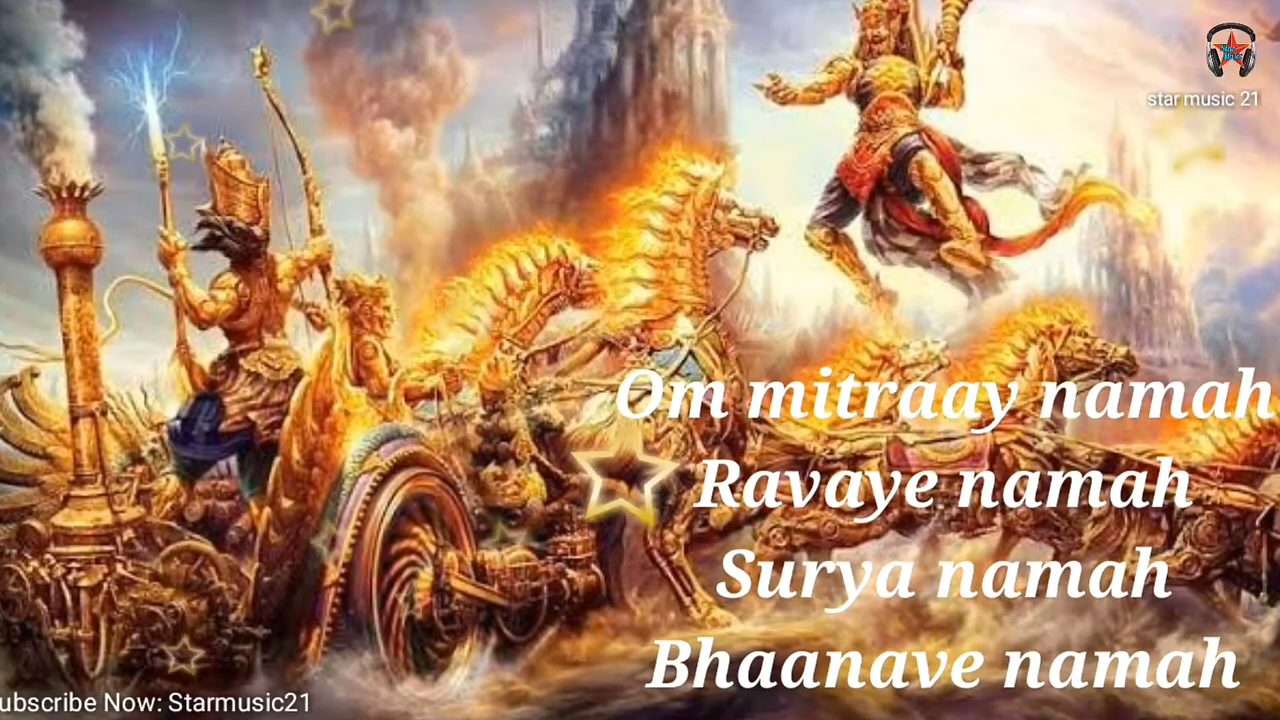 star music 21
Om mitraay namah
Ravaye namah
Surya namah
Bhaanave namah
ubscribe Now: Starmusic21